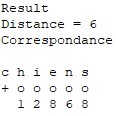 Result
Distance = 6
Correspondance
c h i e n s
+ o o o o o
1 2 8 6 8